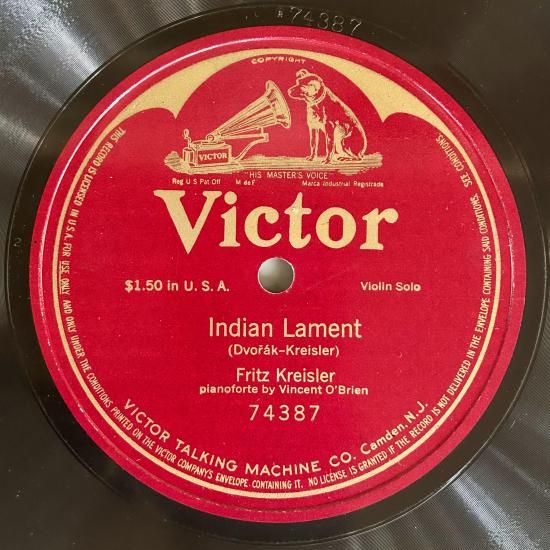 74387
COPYRIGHT
VICTOR
"HIS MASTER'S VOICE"
Reg U S Pat Off M de F Marca Industrial Registrada
Victor
$1.50 in U. S. A. Violin Solo
Indian Lament
(Dvořák-Kreisler)
Fritz Kreisler
pianoforte by Vincent O'Brien
74387
VICTOR TALKING MACHINE CO. Camden, N.J.
THIS RECORD IS LICENSED IN U.S.A. FOR USE ONLY AND ONLY UNDER THE CONDITIONS PRINTED ON THE VICTOR COMPANY'S ENVELOPE CONTAINING IT. NO LICENSE IS GRANTED IF THE RECORD IS NOT DELIVERED IN THE ENVELOPE CONTAINING SAID CONDITIONS. SEE CONDITIONS
2